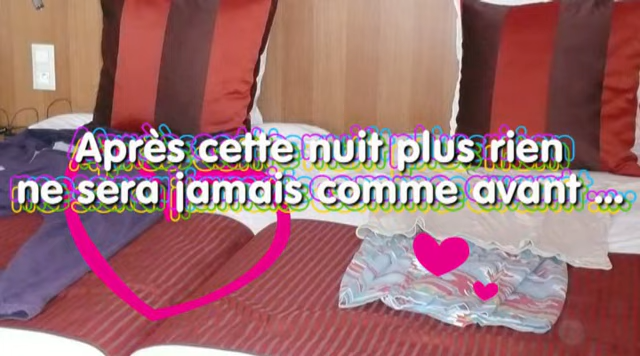 Après cette nuit plus rien
ne sera jamais comme avant ...